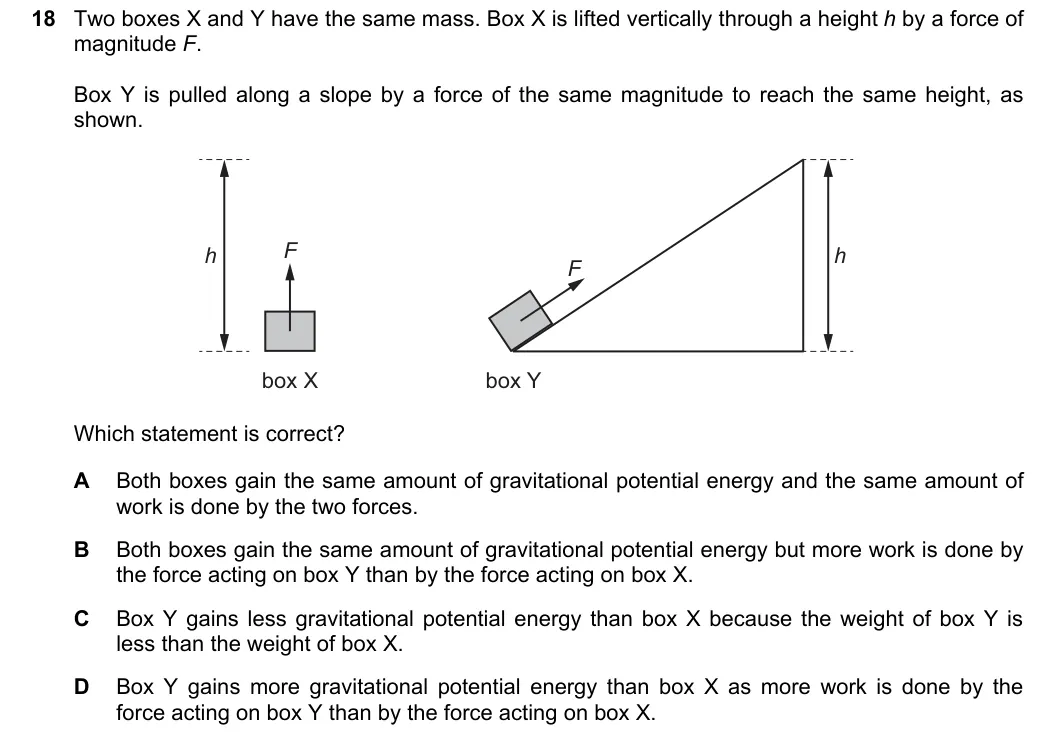 18 Two boxes X and Y have the same mass. Box X is lifted vertically through a height h by a force of
magnitude F.
Box Y is pulled along a slope by a force of the same magnitude to reach the same height, as
shown.
h
F
F
h
box X
box Y
Which statement is correct?
A Both boxes gain the same amount of gravitational potential energy and the same amount of
work is done by the two forces.
B Both boxes gain the same amount of gravitational potential energy but more work is done by
the force acting on box Y than by the force acting on box X.
C Box Y gains less gravitational potential energy than box X because the weight of box Y is
less than the weight of box X.
D Box Y gains more gravitational potential energy than box X as more work is done by the
force acting on box Y than by the force acting on box X.